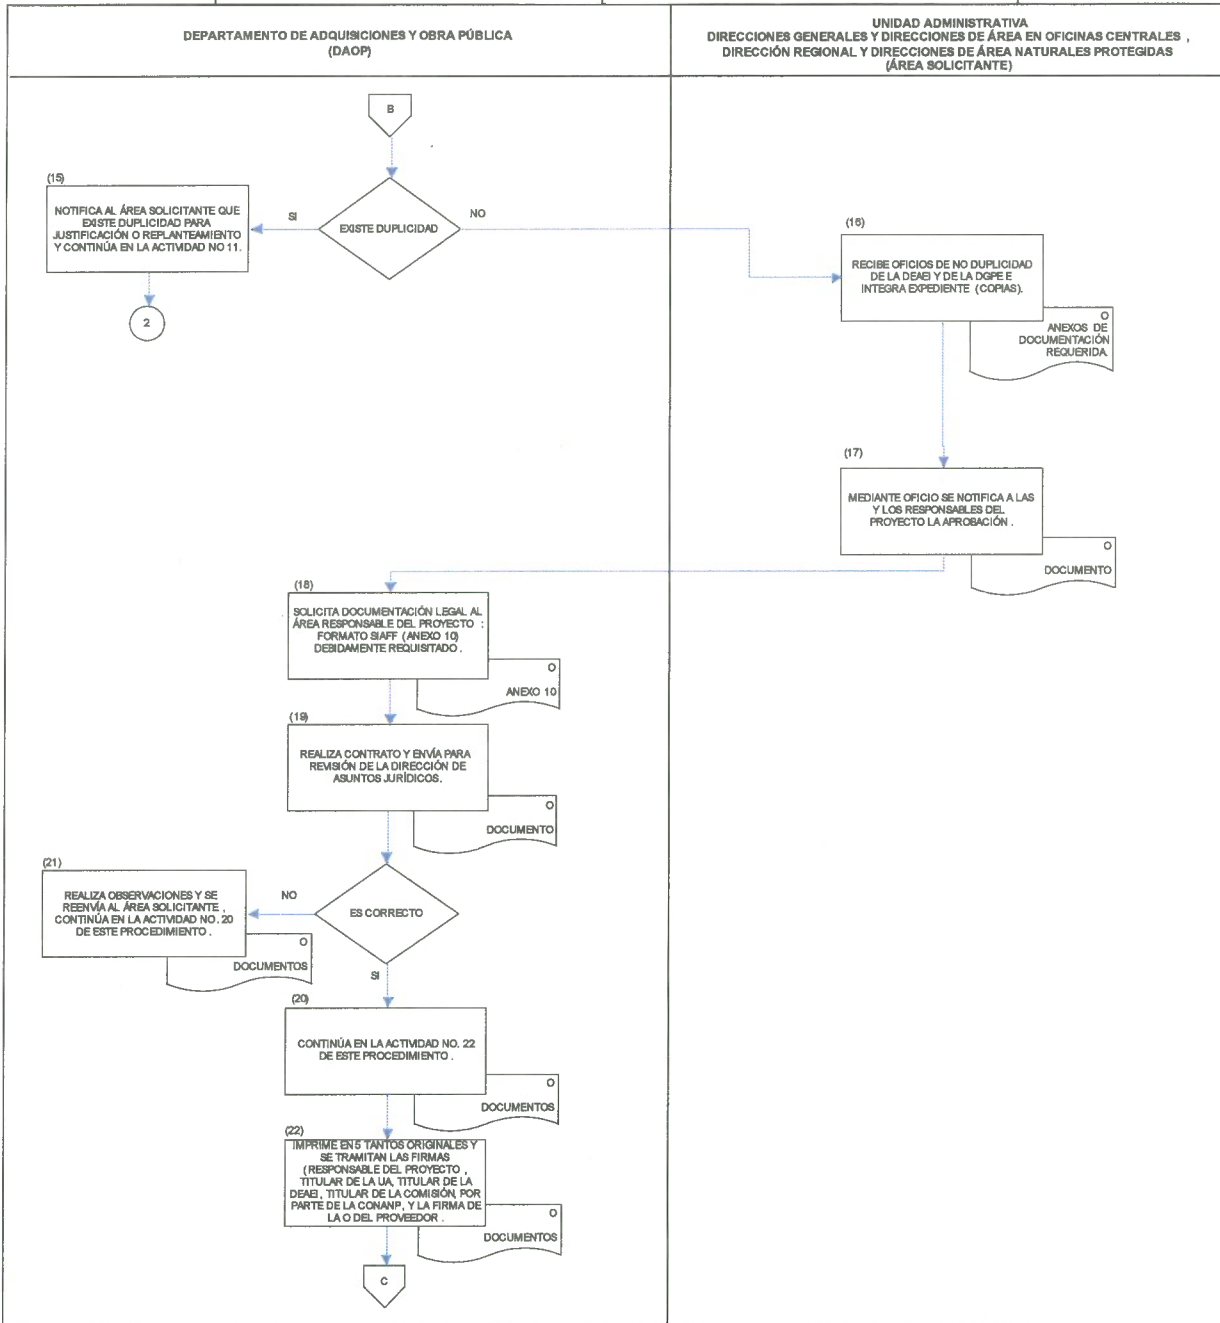 DEPARTAMENTO DE ADQUISICIONES Y OBRA PÚBLICA
(DAOP)
UNIDAD ADMINISTRATIVA
DIRECCIONES GENERALES Y DIRECCIONES DE ÁREA EN OFICINAS CENTRALES ,
DIRECCIÓN REGIONAL Y DIRECCIONES DE ÁREA NATURALES PROTEGIDAS
(ÁREA SOLICITANTE)
B
EXISTE DUPLICIDAD
SI
NO
(15)
NOTIFICA AL ÁREA SOLICITANTE QUE
EXISTE DUPLICIDAD PARA
JUSTIFICACIÓN O REPLANTEAMIENTO
Y CONTINÚA EN LA ACTIVIDAD NO 11.
2
(16)
RECIBE OFICIOS DE NO DUPLICIDAD
DE LA DEAEI Y DE LA DGPE E
INTEGRA EXPEDIENTE (COPIAS).
O
ANEXOS DE
DOCUMENTACIÓN
REQUERIDA.
(17)
MEDIANTE OFICIO SE NOTIFICA A LAS
Y LOS RESPONSABLES DEL
PROYECTO LA APROBACIÓN .
O
DOCUMENTO
(18)
SOLICITA DOCUMENTACIÓN LEGAL AL
ÁREA RESPONSABLE DEL PROYECTO :
FORMATO SIAFF (ANEXO 10)
DEBIDAMENTE REQUISITADO .
O
ANEXO 10
(19)
REALIZA CONTRATO Y ENVÍA PARA
REVISIÓN DE LA DIRECCIÓN DE
ASUNTOS JURÍDICOS.
O
DOCUMENTO
ES CORRECTO
NO
SI
(21)
REALIZA OBSERVACIONES Y SE
REENVÍA AL ÁREA SOLICITANTE ,
CONTINÚA EN LA ACTIVIDAD NO. 20
DE ESTE PROCEDIMIENTO .
O
DOCUMENTOS
(20)
CONTINÚA EN LA ACTIVIDAD NO. 22
DE ESTE PROCEDIMIENTO .
O
DOCUMENTOS
(22)
IMPRIME EN 5 TANTOS ORIGINALES Y
SE TRAMITAN LAS FIRMAS
(RESPONSABLE DEL PROYECTO ,
TITULAR DE LA UA, TITULAR DE LA
DEAEI, TITULAR DE LA COMISIÓN, POR
PARTE DE LA CONANP, Y LA FIRMA DE
LA O DEL PROVEEDOR .
O
DOCUMENTOS
C